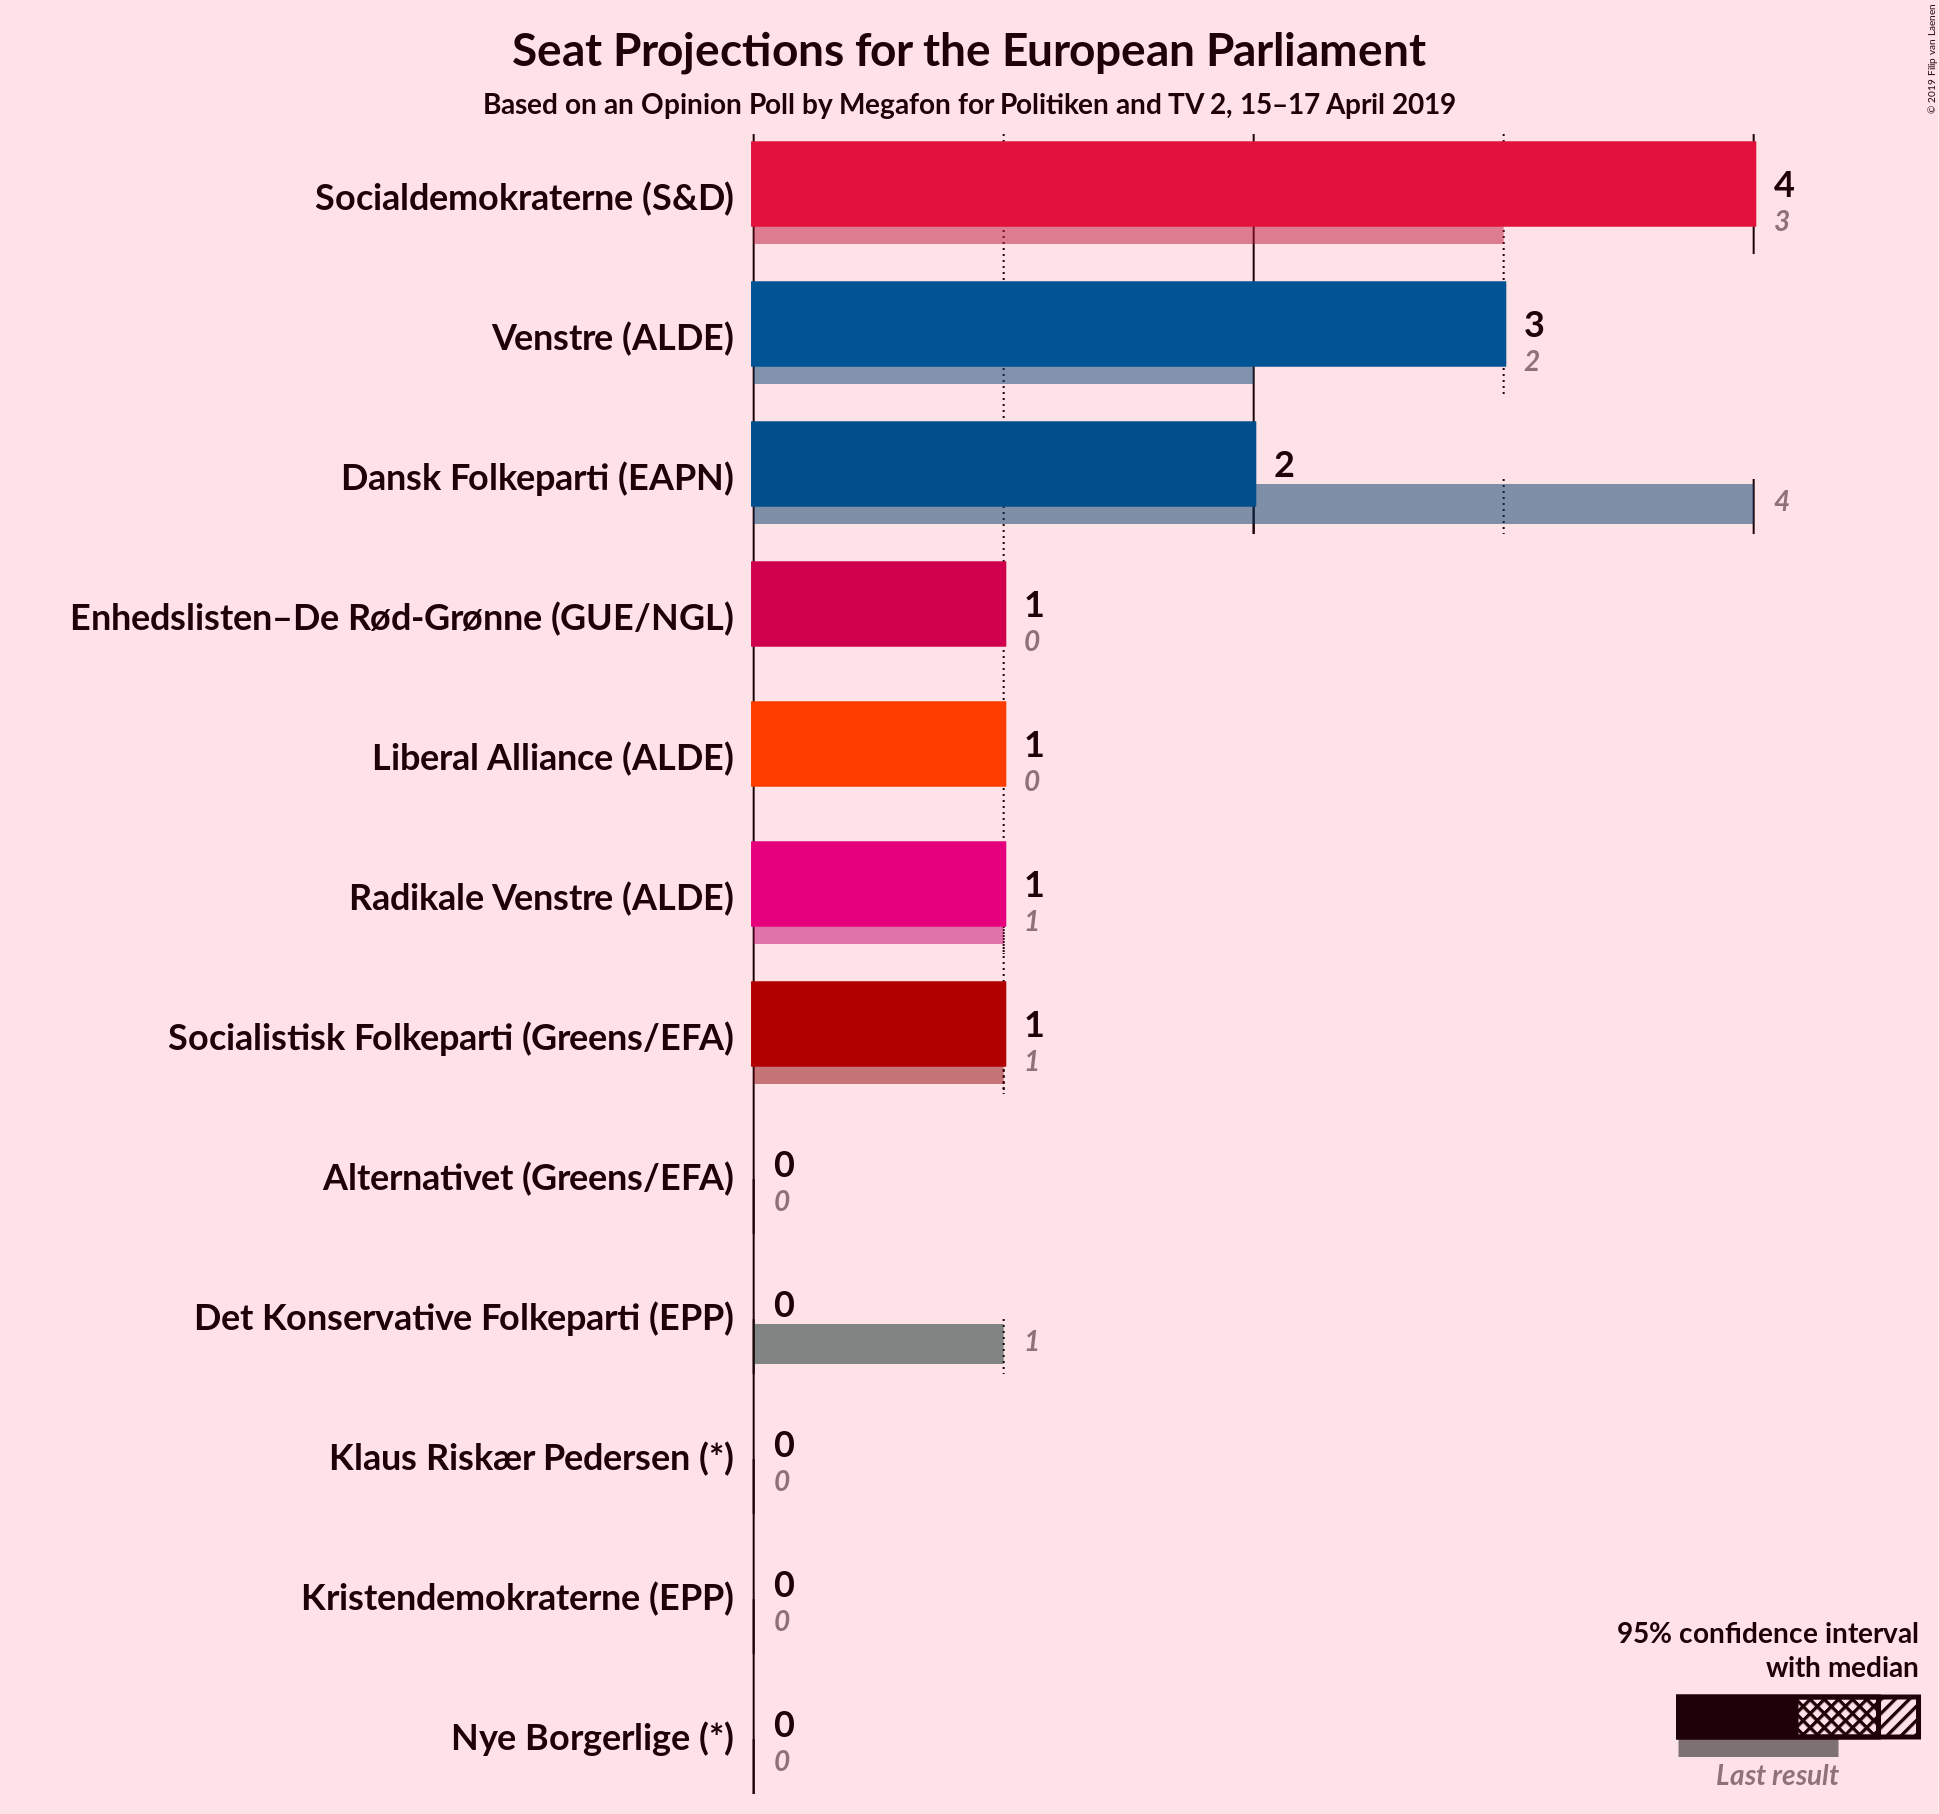 Seat Projections for the European Parliament
Based on an Opinion Poll by Megafon for Politiken and TV 2, 15–17 April 2019
© 2019 Filip van Laenen
Socialdemokraterne (S&D)
4
3
Venstre (ALDE)
3
2
Dansk Folkeparti (EAPN)
2
4
Enhedslisten–De Rød-Grønne (GUE/NGL)
1
0
Liberal Alliance (ALDE)
1
0
Radikale Venstre (ALDE)
1
1
Socialistisk Folkeparti (Greens/EFA)
1
1
Alternativet (Greens/EFA)
0
0
Det Konservative Folkeparti (EPP)
0
1
Klaus Riskær Pedersen (*)
0
0
Kristendemokraterne (EPP)
0
0
Nye Borgerlige (*)
0
0
95% confidence interval
with median
Last result